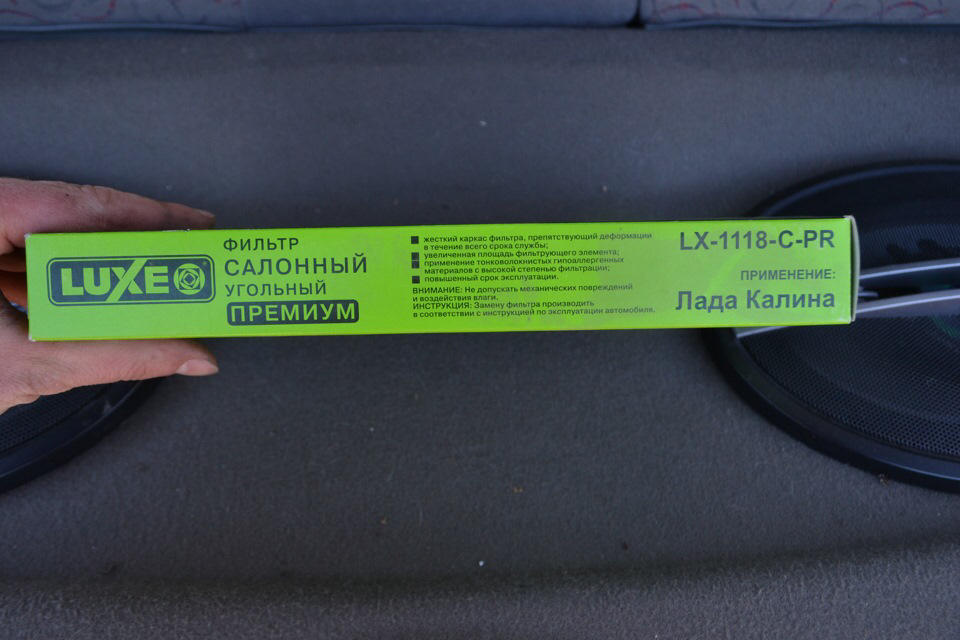 LUXE
ФИЛЬТР
САЛОННЫЙ
УГОЛЬНЫЙ
ПРЕМИУМ
жесткий каркас фильтра, препятствующий деформации
в течение всего срока службы;
увеличенная площадь фильтрующего элемента;
применение тонковолокнистых гипоаллергенных
материалов с высокой степенью фильтрации;
повышенный срок эксплуатации.
ВНИМАНИЕ: Не допускать механических повреждений
и воздействия влаги.
ИНСТРУКЦИЯ: Замену фильтра производить
в соответствии с инструкцией по эксплуатации автомобиля.
LX-1118-C-PR
ПРИМЕНЕНИЕ:
Лада Калина